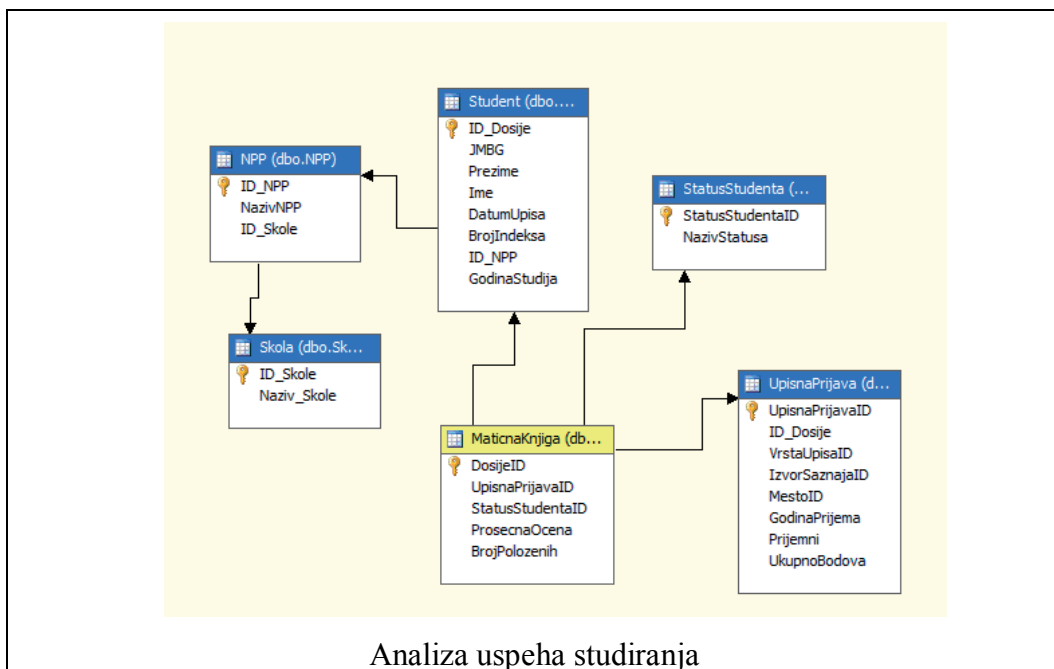 Student (dbo....
ID_Dosije
JMBG
Prezime
Ime
DatumUpisa
BrojIndeksa
ID_NPP
GodinaStudija
NPP (dbo.NPP)
ID_NPP
NazivNPP
ID_Skole
StatusStudenta (...
StatusStudentaID
NazivStatusa
Skola (dbo.Sk...
ID_Skole
Naziv_Skole
MaticnaKnjiga (db...
DosijeID
UpisnaPrijavaID
StatusStudentaID
ProsecnaOcena
BrojPolozenih
UpisnaPrijava (d...
UpisnaPrijavaID
ID_Dosije
VrstaUpisaID
IzvorSaznajaID
MestoID
GodinaPrijema
Prijemni
UkupnoBodova
Analiza uspeha studiranja